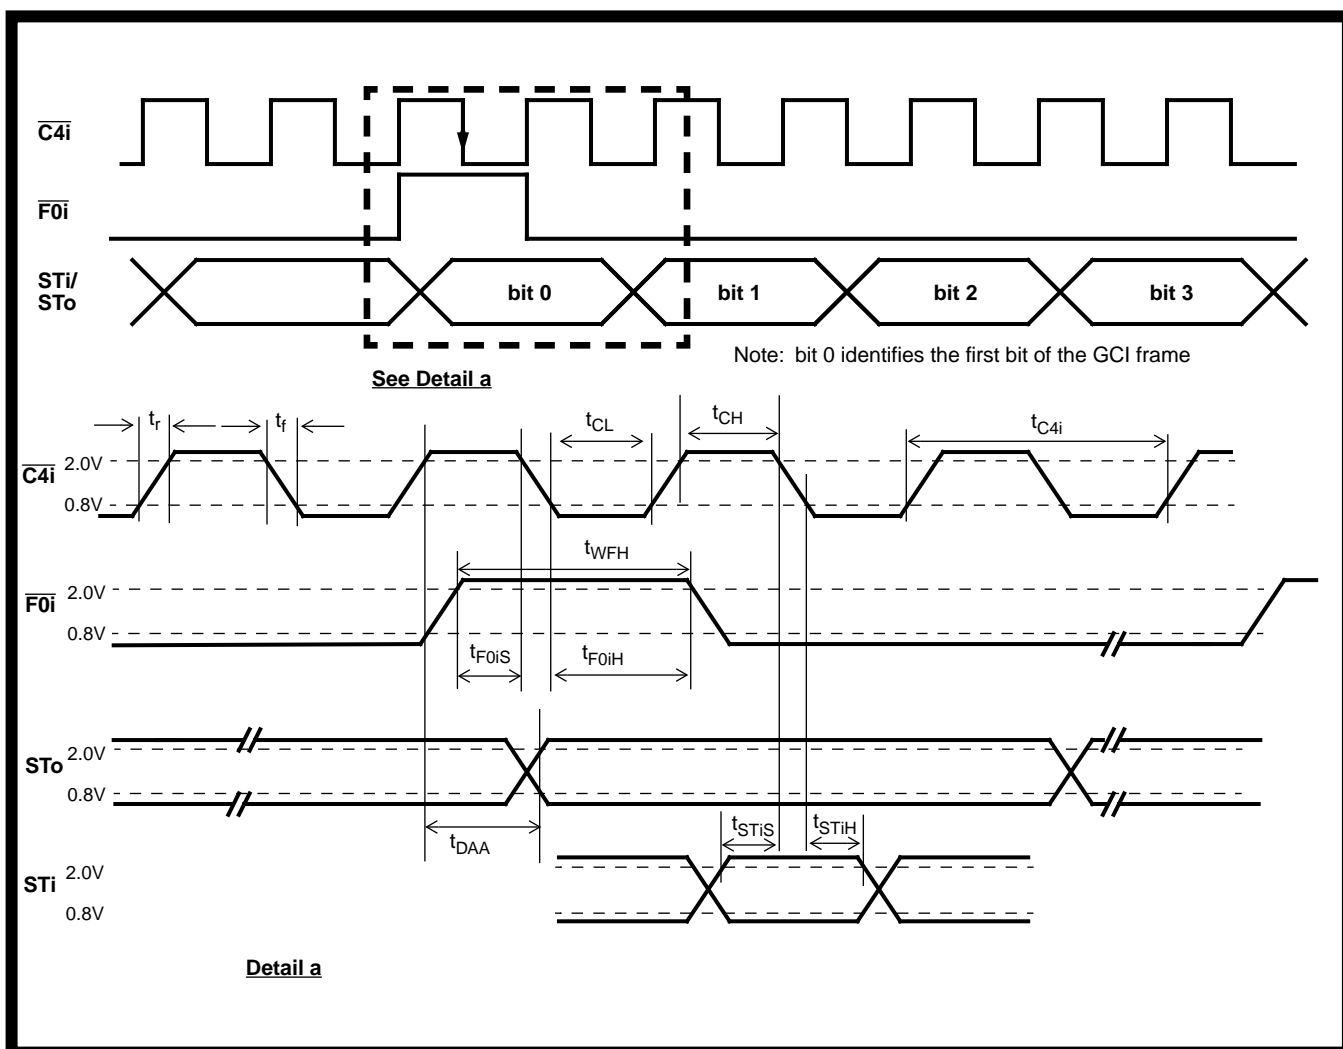 C4i
F0i
STi/
STo
bit 0 bit 1 bit 2 bit 3
Note: bit 0 identifies the first bit of the GCI frame
See Detail a
tr tf tCL tCH tC4i
C4i 2.0V
0.8V
tWFH
F0i 2.0V
0.8V
tF0iS tF0iH
STo 2.0V
0.8V
tDAA tSTiS tSTiH
STi 2.0V
0.8V
Detail a